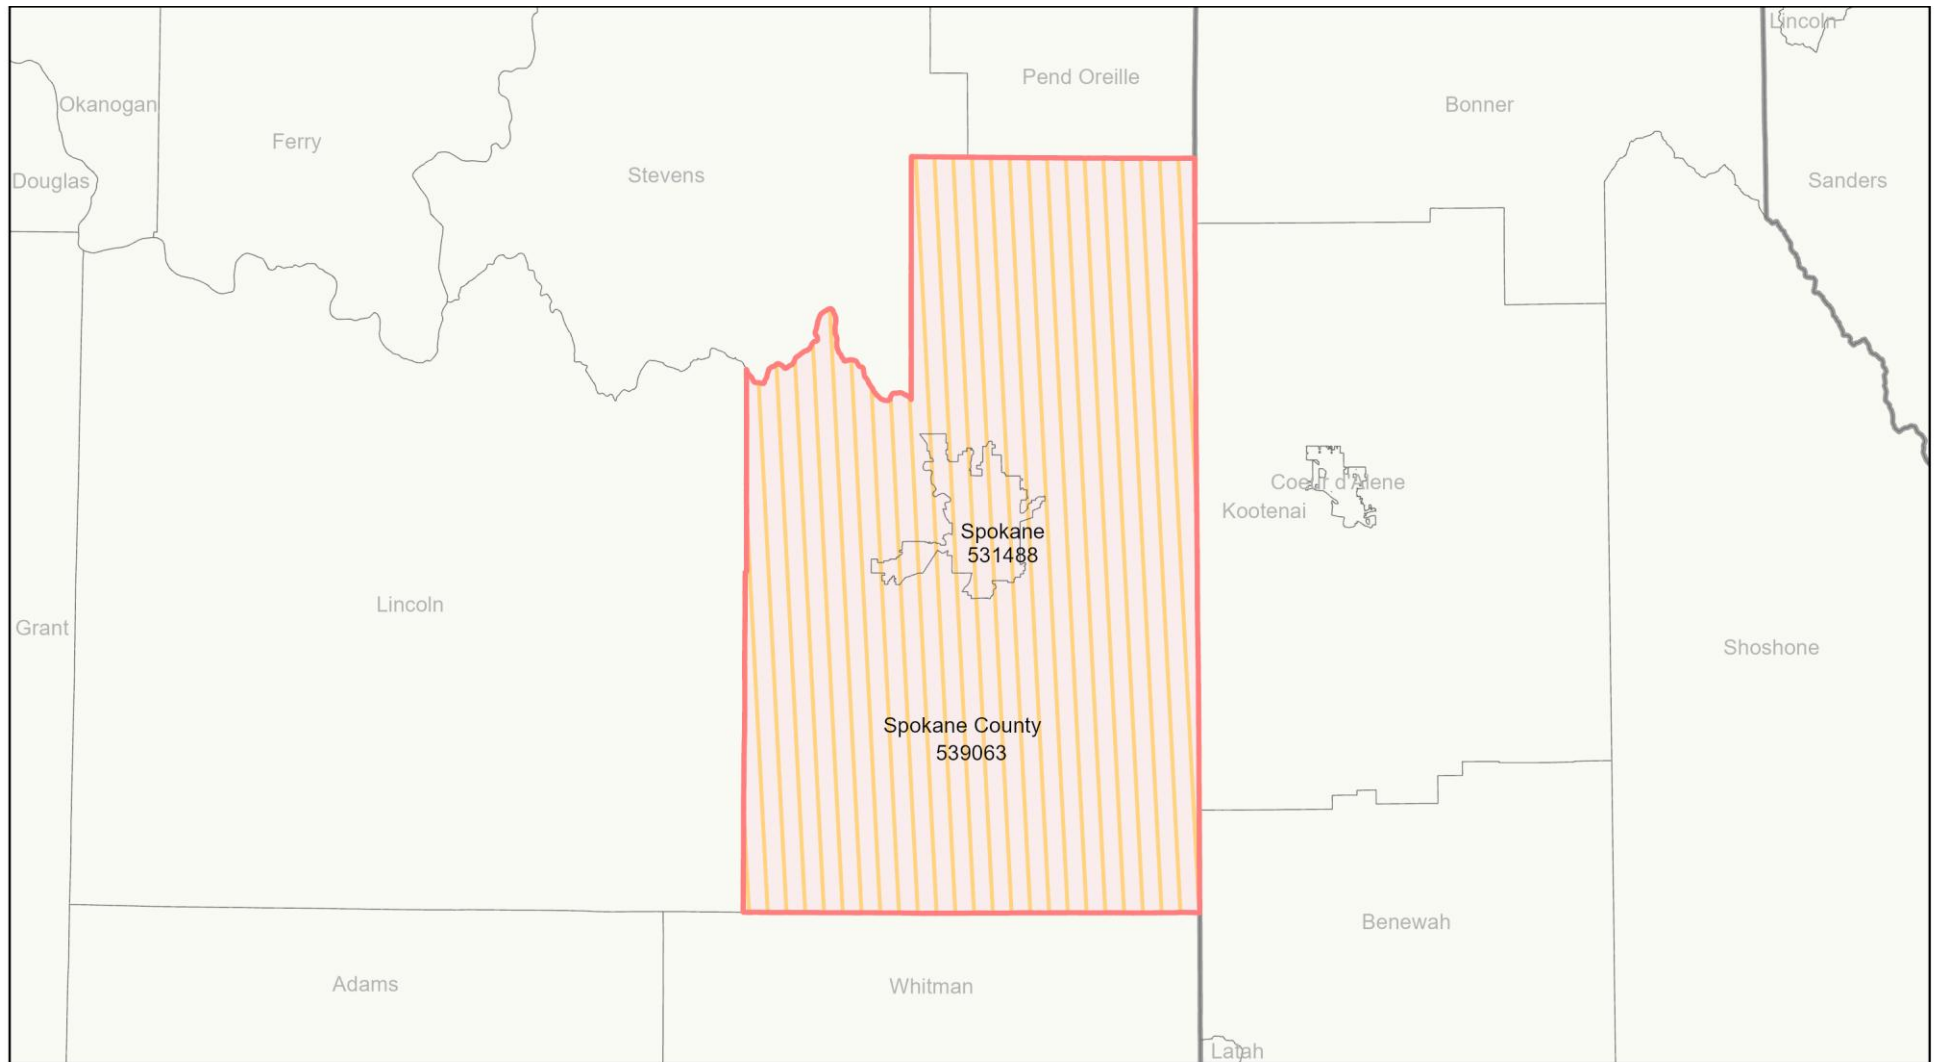 Lincoln
Pend Oreille
Okanogan
Bonner
Ferry
Stevens
Sanders
Douglas
Coeur d'Alene
Kootenai
Spokane
531488
Lincoln
Grant
Shoshone
Spokane County
539063
Benewah
Adams
Whitman
Latah